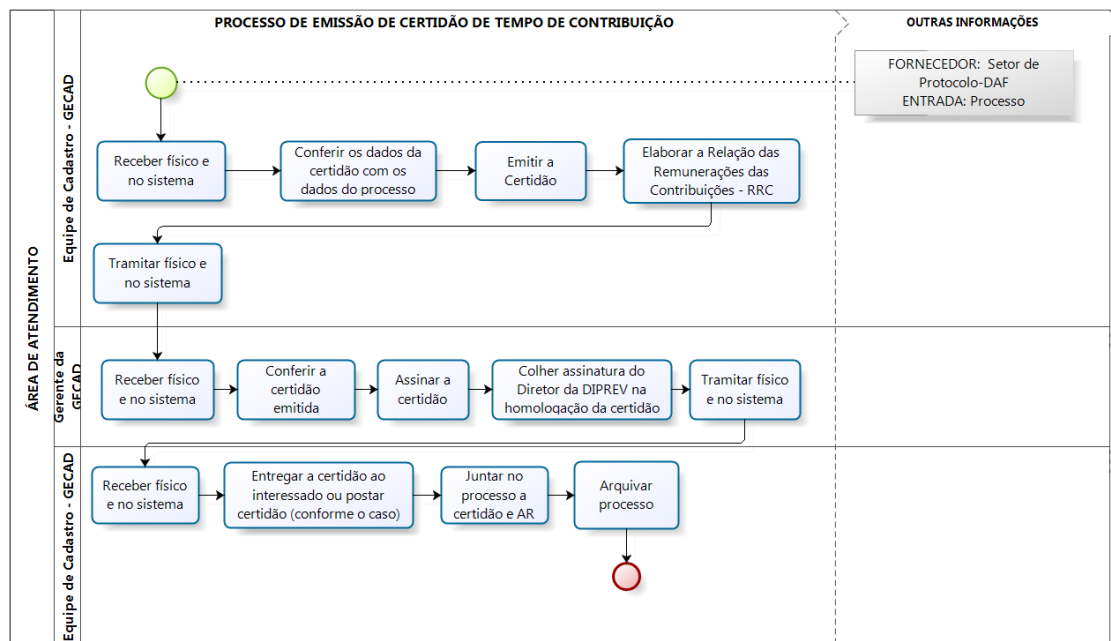 PROCESSO DE EMISSÃO DE CERTIDÃO DE TEMPO DE CONTRIBUIÇÃO
OUTRAS INFORMAÇÕES
ÁREA DE ATENDIMENTO
Equipe de Cadastro - GECAD
FORNECEDOR: Setor de
Protocolo-DAF
ENTRADA: Processo
Receber físico e
no sistema
Conferir os dados da
certidão com os
dados do processo
Emitir a
Certidão
Elaborar a Relação das
Remunerações das
Contribuições - RRC
Tramitar físico e
no sistema
Gerente da
GECAD
Receber físico
e no sistema
Conferir a
certidão
emitida
Assinar a
certidão
Colher assinatura do
Diretor da DIPREV na
homologação da certidão
Tramitar físico
e no sistema
Equipe de Cadastro - GECAD
Receber físico
e no sistema
Entregar a certidão ao
interessado ou postar
certidão (conforme o caso)
Juntar no
processo a
certidão e AR
Arquivar
processo